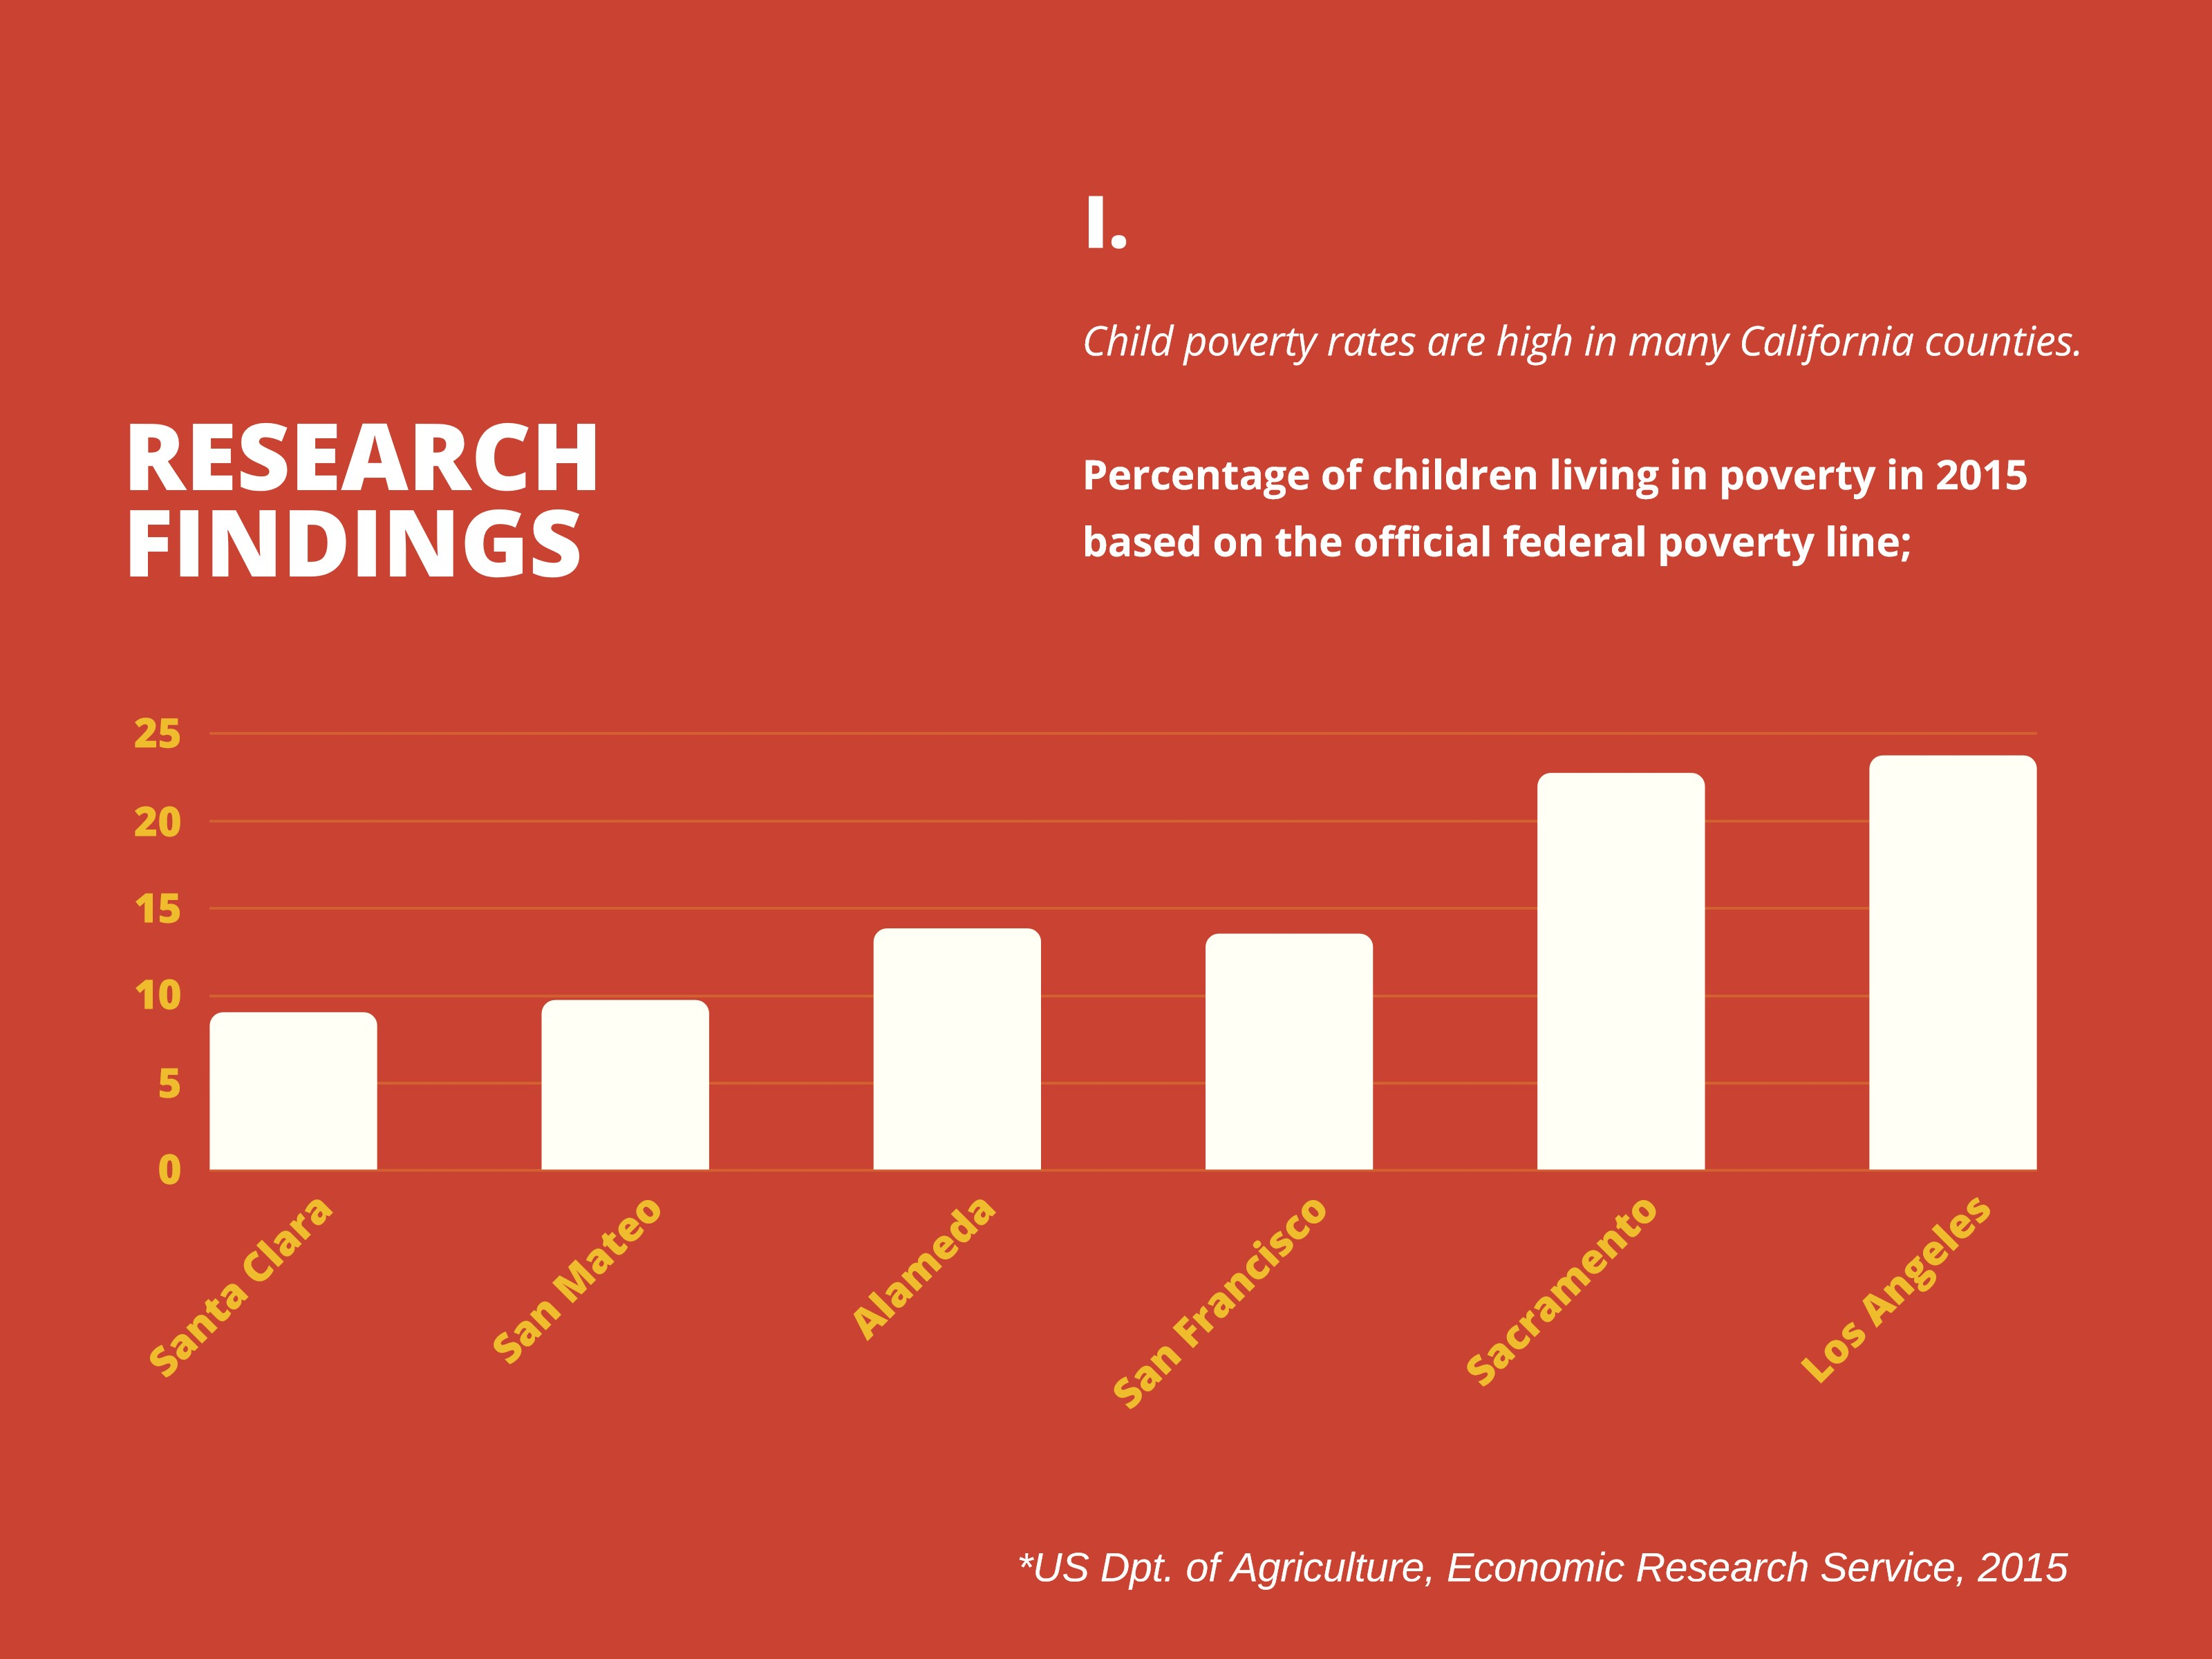 RESEARCH
FINDINGS
I.
Child poverty rates are high in many California counties.
Percentage of children living in poverty in 2015
based on the official federal poverty line;
25
20
15
10
5
0
Santa Clara
San Mateo
Alameda
San Francisco
Sacramento
Los Angeles
*US Dpt. of Agriculture, Economic Research Service, 2015